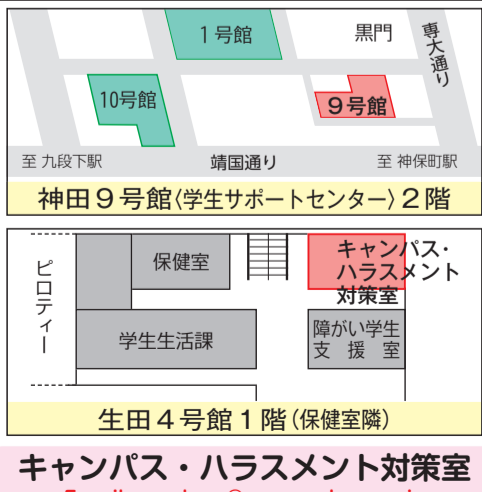 1号館
黒門
専大通り
10号館
9号館
至 九段下駅
靖国通り
至 神保町駅
神田9号館〈学生サポートセンター〉2階
ピロティー
保健室
キャンパス・
ハラスメント
対策室
学生生活課
障がい学生
支援室
生田4号館1階(保健室隣)
キャンパス・ハラスメント対策室